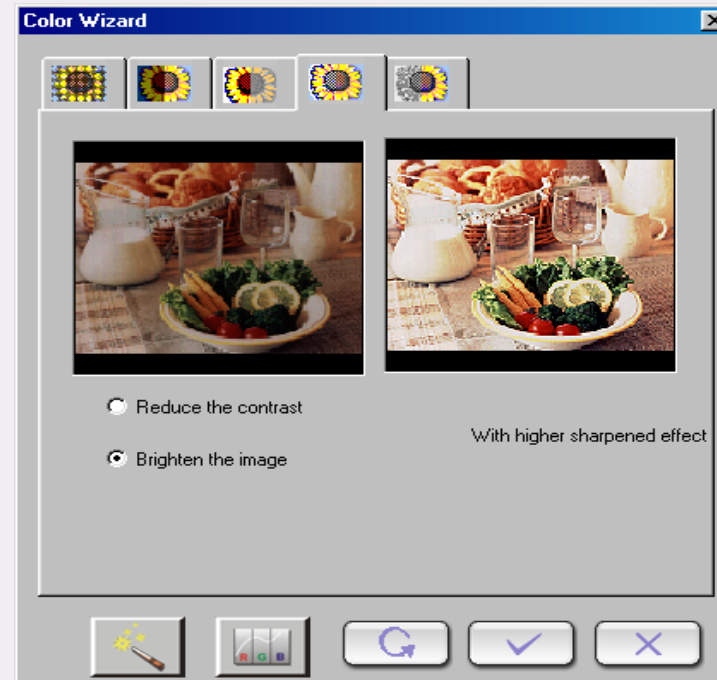 Color Wizard
Reduce the contrast
With higher sharpened effect
Brighten the image
R G B